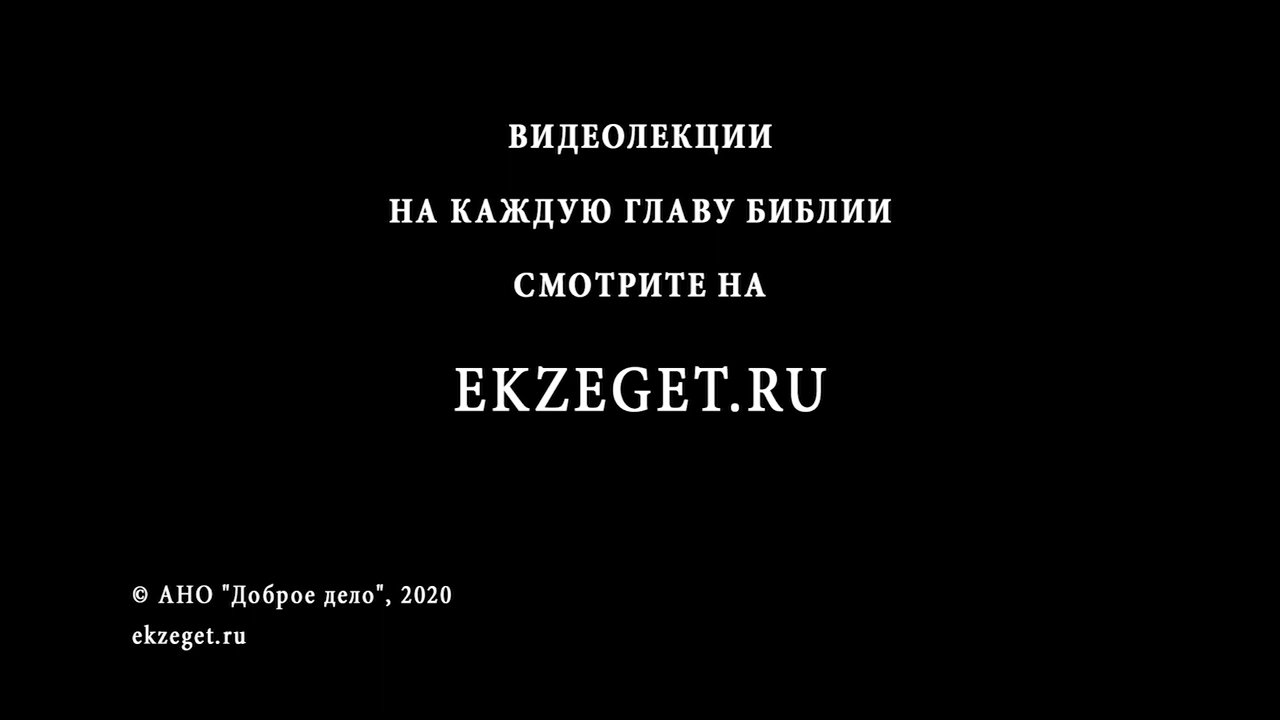 ВИДЕОЛЕКЦИИ
НА КАЖДУЮ ГЛАВУ БИБЛИИ
СМОТРИТЕ НА
EKZEGET.RU
© АНО "Доброе дело", 2020
ekzeget.ru